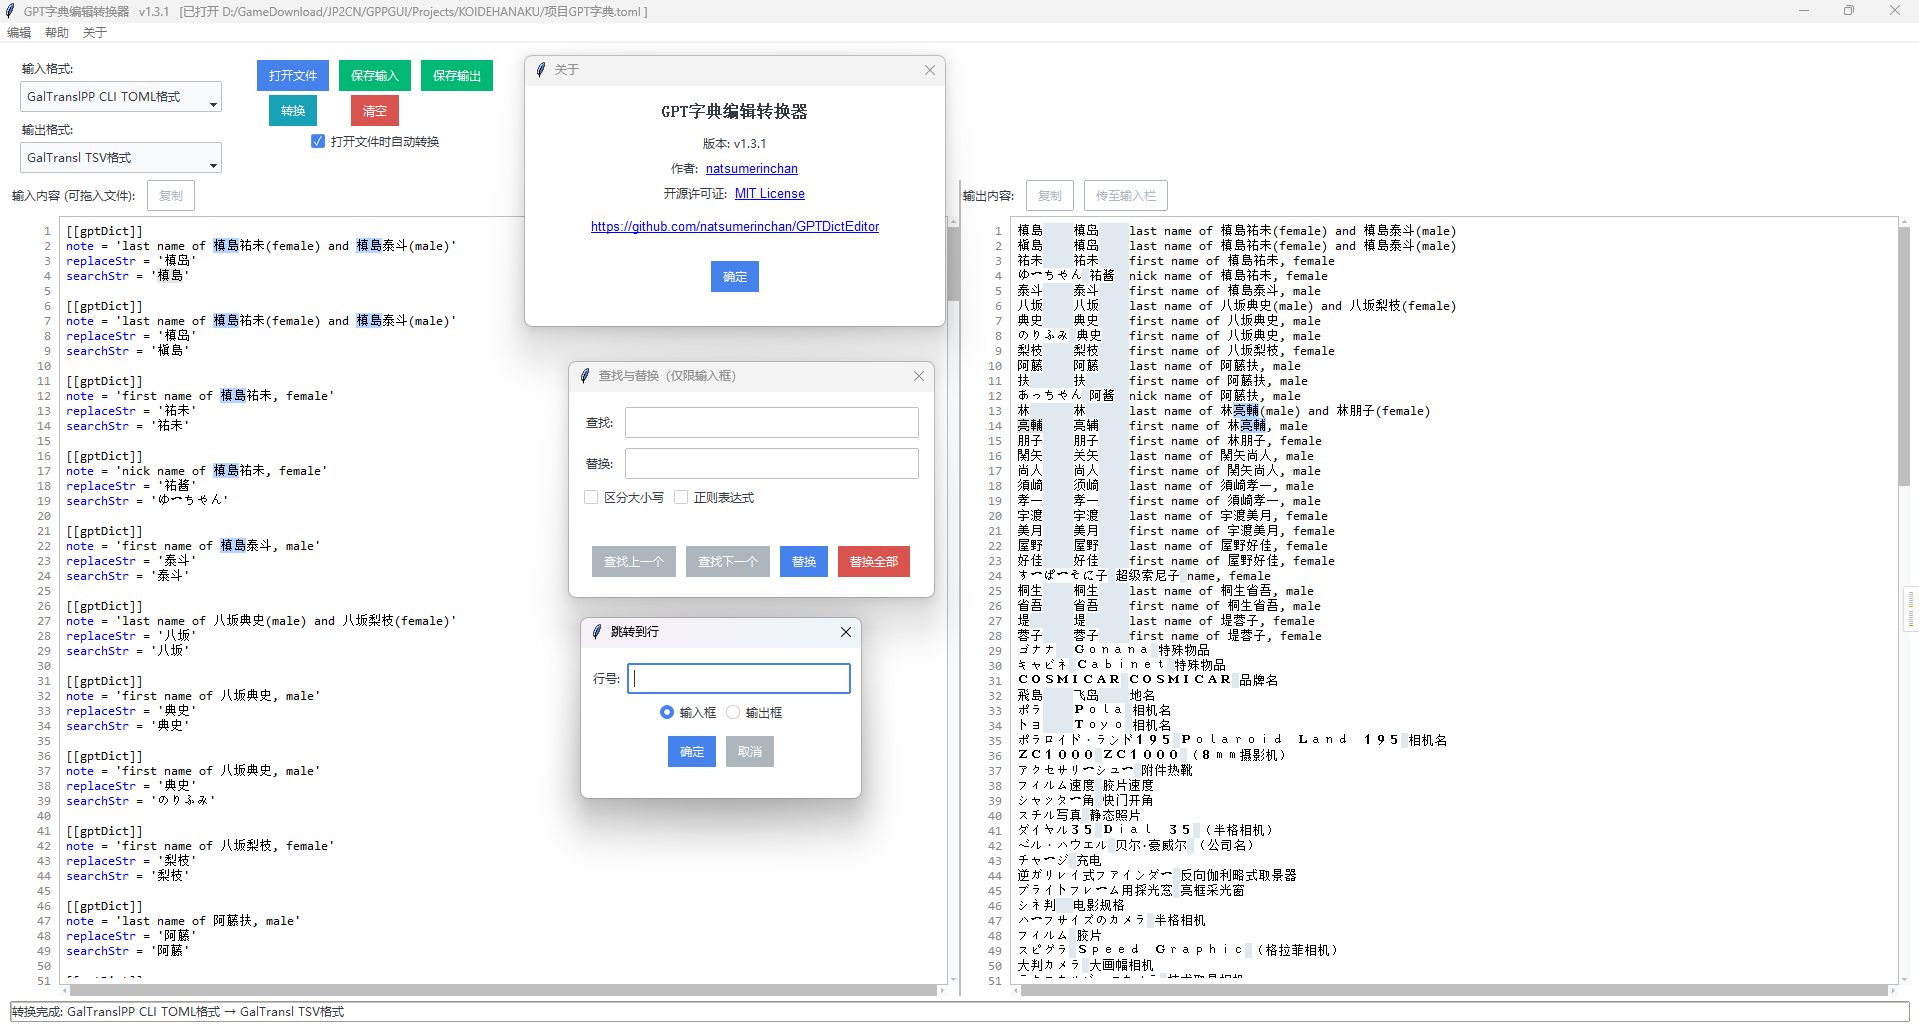 GPT字典编辑转换器 v1.3.1 [已打开 D:/GameDownload/JP2CN/GPPGUI/Projects/KOIDEHANAKU/项目GPT字典.toml ]
编辑 帮助 关于
输入格式:
GalTranslPP CLI TOML格式
输出格式:
GalTransl TSV格式
打开文件 保存输入 保存输出
转换 清空
打开文件时自动转换
输入内容 (可拖入文件): 复制
1 [[gptDict]]
2 note = 'last name of 槙島祐未(female) and 槙島泰斗(male)'
3 replaceStr = '槙岛'
4 searchStr = '槙島'
5
6 [[gptDict]]
7 note = 'last name of 槙島祐未(female) and 槙島泰斗(male)'
8 replaceStr = '槙岛'
9 searchStr = '槇島'
10
11 [[gptDict]]
12 note = 'first name of 槙島祐未, female'
13 replaceStr = '祐未'
14 searchStr = '祐未'
15
16 [[gptDict]]
17 note = 'nick name of 槙島祐未, female'
18 replaceStr = '祐酱'
19 searchStr = 'ゆーちゃん'
20
21 [[gptDict]]
22 note = 'first name of 槙島泰斗, male'
23 replaceStr = '泰斗'
24 searchStr = '泰斗'
25
26 [[gptDict]]
27 note = 'last name of 八坂典史(male) and 八坂梨枝(female)'
28 replaceStr = '八坂'
29 searchStr = '八坂'
30
31 [[gptDict]]
32 note = 'first name of 八坂典史, male'
33 replaceStr = '典史'
34 searchStr = '典史'
35
36 [[gptDict]]
37 note = 'first name of 八坂典史, male'
38 replaceStr = '典史'
39 searchStr = 'のりふみ'
40
41 [[gptDict]]
42 note = 'first name of 八坂梨枝, female'
43 replaceStr = '梨枝'
44 searchStr = '梨枝'
45
46 [[gptDict]]
47 note = 'last name of 阿藤扶, male'
48 replaceStr = '阿藤'
49 searchStr = '阿藤'
50
51
关于
GPT字典编辑转换器
版本: v1.3.1
作者: natsumerinchan
开源许可证: MIT License
https://github.com/natsumerinchan/GPTDictEditor
确定
查找与替换（仅限输入框）
查找:
替换:
区分大小写 正则表达式
查找上一个 查找下一个 替换 替换全部
跳转到行
行号:
输入框 输出框
确定 取消
输出内容: 复制 传至输入栏
1 槙島 槙岛 last name of 槙島祐未(female) and 槙島泰斗(male)
2 槇島 槙岛 last name of 槙島祐未(female) and 槙島泰斗(male)
3 祐未 祐未 first name of 槙島祐未, female
4 ゆーちゃん 祐酱 nick name of 槙島祐未, female
5 泰斗 泰斗 first name of 槙島泰斗, male
6 八坂 八坂 last name of 八坂典史(male) and 八坂梨枝(female)
7 典史 典史 first name of 八坂典史, male
8 のりふみ 典史 first name of 八坂典史, male
9 梨枝 梨枝 first name of 八坂梨枝, female
10 阿藤 阿藤 last name of 阿藤扶, male
11 扶 扶 first name of 阿藤扶, male
12 あっちゃん 阿酱 nick name of 阿藤扶, male
13 林 林 last name of 林亮輔(male) and 林朋子(female)
14 亮輔 亮辅 first name of 林亮輔, male
15 朋子 朋子 first name of 林朋子, female
16 関矢 关矢 last name of 関矢尚人, male
17 尚人 尚人 first name of 関矢尚人, male
18 須崎 须崎 last name of 須崎孝一, male
19 孝一 孝一 first name of 須崎孝一, male
20 宇渡 宇渡 last name of 宇渡美月, female
21 美月 美月 first name of 宇渡美月, female
22 屋野 屋野 last name of 屋野好佳, female
23 好佳 好佳 first name of 屋野好佳, female
24 すーぱーそに子 超级索尼子 name, female
25 桐生 桐生 last name of 桐生省吾, male
26 省吾 省吾 first name of 桐生省吾, male
27 堤 堤 last name of 堤蓉子, female
28 蓉子 蓉子 first name of 堤蓉子, female
29 ゴナナ Ｇｏｎａｎａ 特殊物品
30 キャビネ Ｃａｂｉｎｅｔ 特殊物品
31 ＣＯＳＭＩＣＡＲ ＣＯＳＭＩＣＡＲ 品牌名
32 飛島 飞岛 地名
33 ポラ Ｐｏｌａ 相机名
34 トヨ Ｔｏｙｏ 相机名
35 ポラロイド・ランド１９５ Ｐｏｌａｒｏｉｄ Ｌａｎｄ １９５ 相机名
36 ＺＣ１０００ ＺＣ１０００ （８ｍｍ摄影机）
37 アクセサリーシュー 附件热靴
38 フィルム速度 胶片速度
39 シャッター角 快门开角
40 スチル写真 静态照片
41 ダイヤル３５ Ｄｉａｌ ３５ （半格相机）
42 ベル・ハウエル 贝尔·豪威尔 （公司名）
43 チャージ 充电
44 逆ガリレイ式ファインダー 反向伽利略式取景器
45 ブライトフレーム用採光窓 亮框采光窗
46 シネ判 电影规格
47 ハーフサイズのカメラ 半格相机
48 フィルム 胶片
49 スピグラ Ｓｐｅｅｄ Ｇｒａｐｈｉｃ （格拉菲相机）
50 大判カメラ 大画幅相机
51
转换完成: GalTranslPP CLI TOML格式 → GalTransl TSV格式